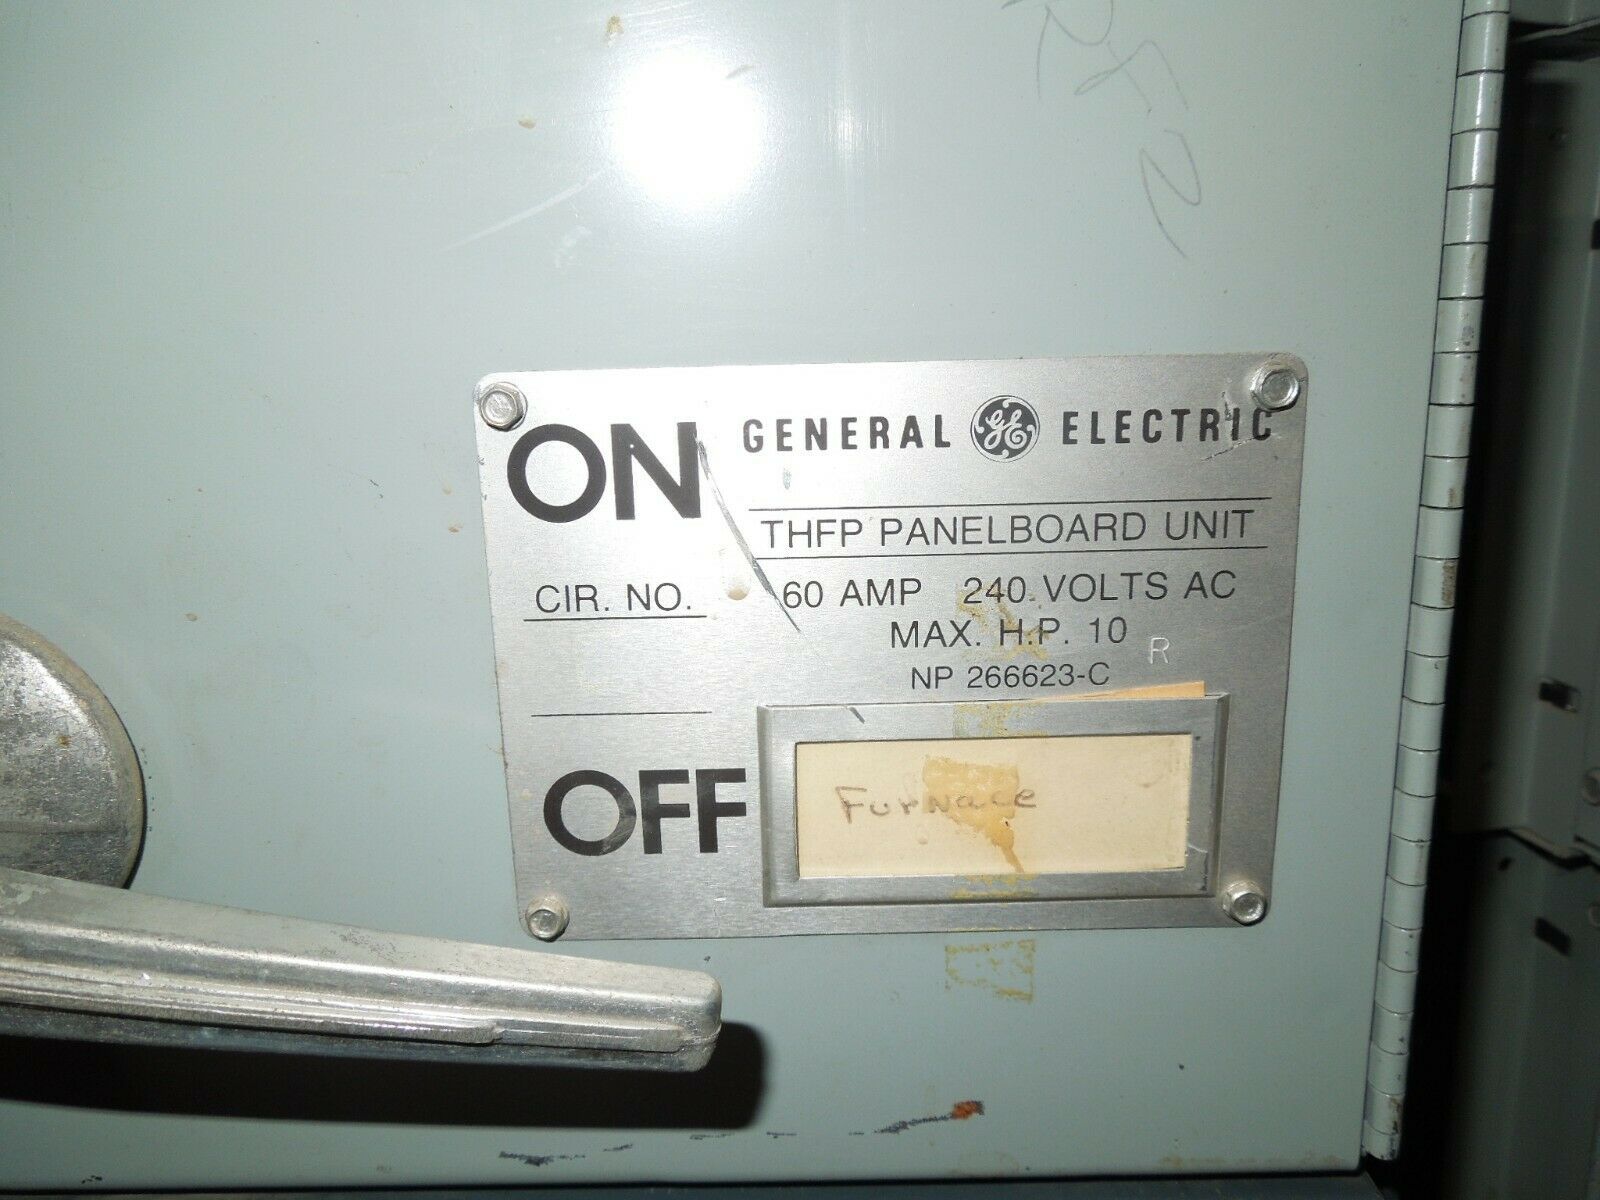 ON
GENERAL GE ELECTRIC
THFP PANELBOARD UNIT
CIR. NO.
60 AMP 240 VOLTS AC
MAX. H.P. 10
R
NP 266623-C
OFF
Furnace